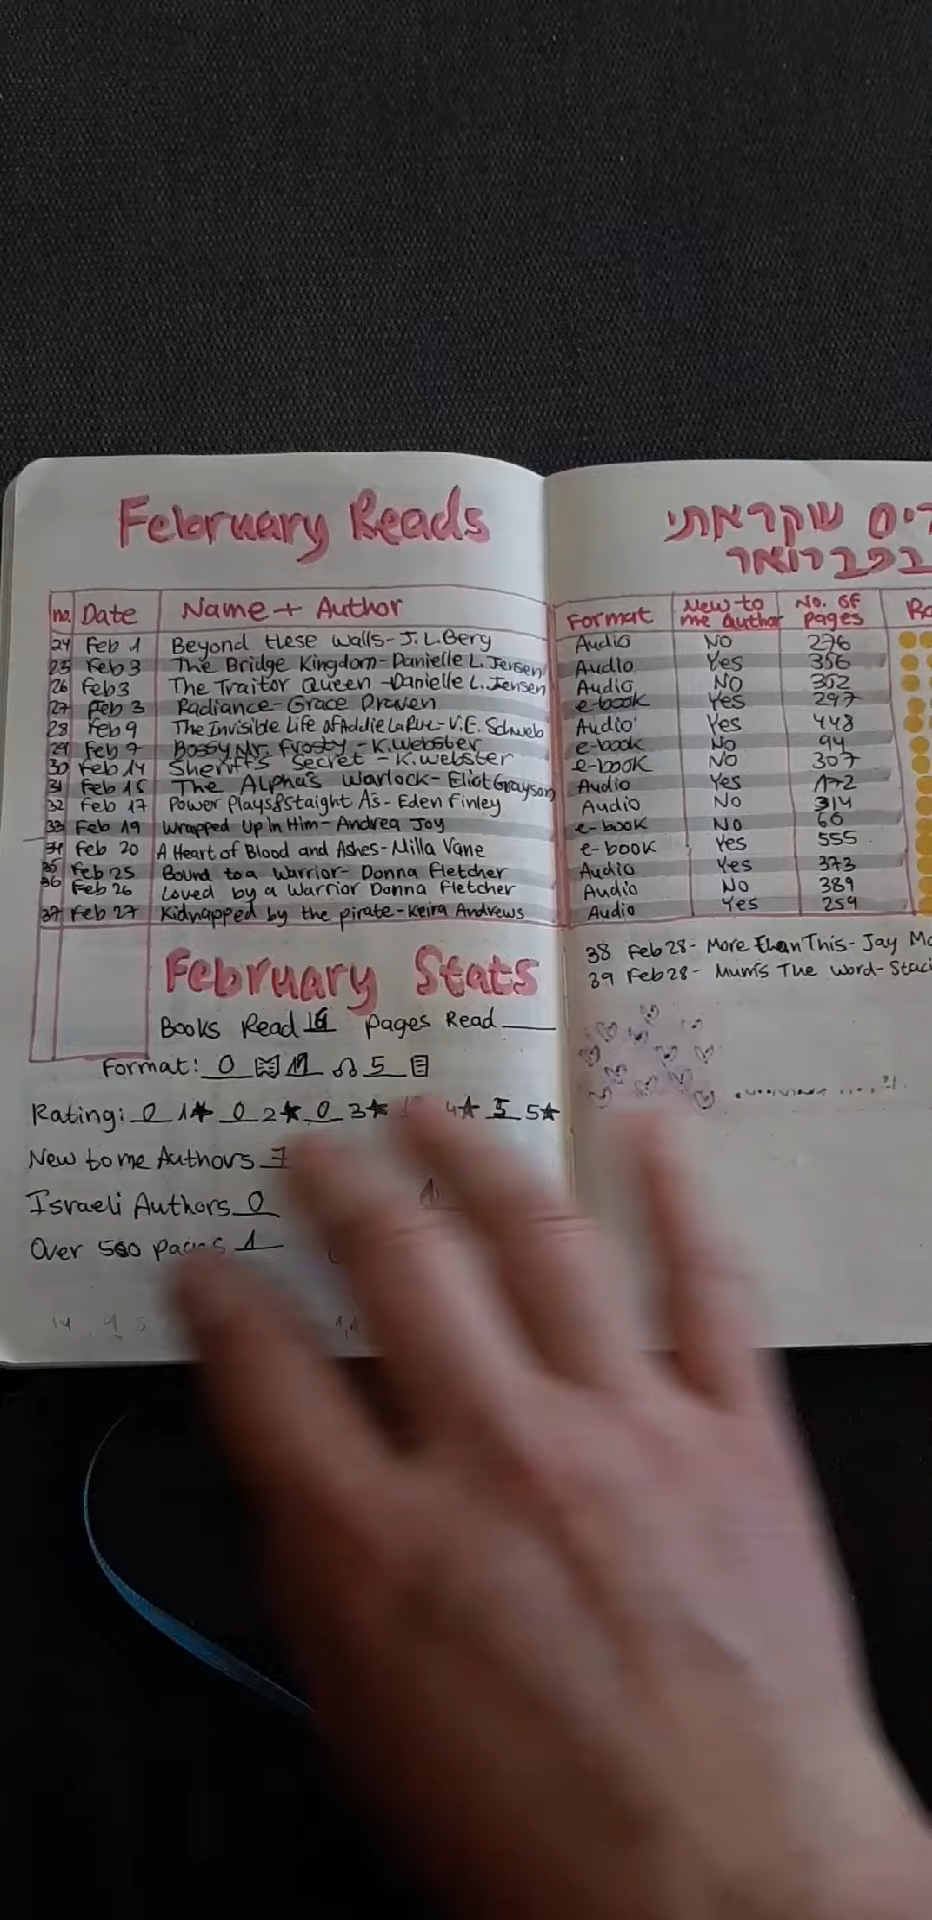 February Reads
no. Date Name + Author
24 Feb 1 Beyond these walls - J.L.Berg
25 Feb 3 The Bridge Kingdom - Danielle L. Jensen
26 Feb 3 The Traitor Queen - Danielle L. Jensen
27 Feb 3 Radiance - Grace Draven
28 Feb 9 The Invisible Life of Addie LaRue - V.E. Schwab
29 Feb 9 Bossy Mr. Frosty - K.Webster
30 Feb 14 Sheriff's Secret - K.webster
31 Feb 15 The Alpha's Warlock - Eliot Grayson
32 Feb 17 Power Plays & Staight A's - Eden Finley
33 Feb 19 Wrapped Up in Him - Andrea Joy
34 Feb 20 A Heart of Blood and Ashes - Milla Vane
35 Feb 25 Bound to a Warrior - Donna Fletcher
36 Feb 26 Loved by a Warrior Donna Fletcher
37 Feb 27 Kidnapped by the pirate - Keira Andrews
February Stats
Books Read 16 Pages Read
Format: 0 11 5
Rating: 0 1★ 0 2★ 0 3★ 4★ 5 5★
New to me Authors 7
Israeli Authors 0
Over 500 pages 1
שקראתי
בפברואר
Format New to me author No. of pages
Audio NO 276
Audio Yes 356
Audio NO 352
e-book Yes 297
Audio Yes 448
e-book No 94
e-book NO 307
Audio Yes 172
Audio No 314
e-book No 60
e-book Yes 555
Audio Yes 373
Audio No 389
Audio Yes 259
38 Feb 28 - More than This - Jay
39 Feb 28 - Mum's The Word -